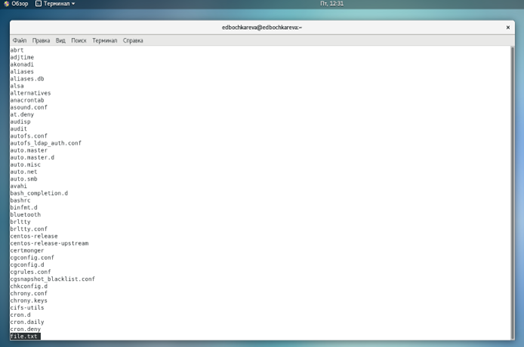 Обзор Терминал Пт, 12:31
edbochkareva@edbochkareva:~
Файл Правка Вид Поиск Терминал Справка
abrt
adjtime
akonadi
aliases
aliases.db
alsa
alternatives
anacrontab
asound.conf
at.deny
audisp
audit
autofs.conf
autofs_ldap_auth.conf
auto.master
auto.master.d
auto.misc
auto.net
auto.smb
avahi
bash_completion.d
bashrc
binfmt.d
bluetooth
brltty
brltty.conf
centos-release
centos-release-upstream
certmonger
cgconfig.conf
cgconfig.d
cgrules.conf
cgsnapshot_blacklist.conf
chkconfig.d
chrony.conf
chrony.keys
cifs-utils
cron.d
cron.daily
cron.deny
file.txt